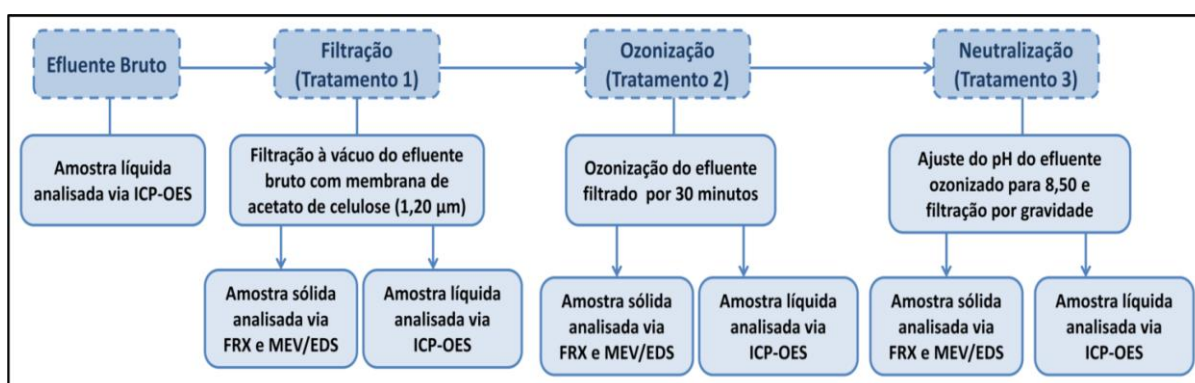 Efluente Bruto
Filtração
(Tratamento 1)
Ozonização
(Tratamento 2)
Neutralização
(Tratamento 3)
Amostra líquida
analisada via ICP-OES
Filtração à vácuo do efluente
bruto com membrana de
acetato de celulose (1,20 µm)
Ozonização do efluente
filtrado por 30 minutos
Ajuste do pH do efluente
ozonizado para 8,50 e
filtração por gravidade
Amostra sólida
analisada via
FRX e MEV/EDS
Amostra líquida
analisada via
ICP-OES
Amostra sólida
analisada via
FRX e MEV/EDS
Amostra líquida
analisada via
ICP-OES
Amostra sólida
analisada via
FRX e MEV/EDS
Amostra líquida
analisada via
ICP-OES